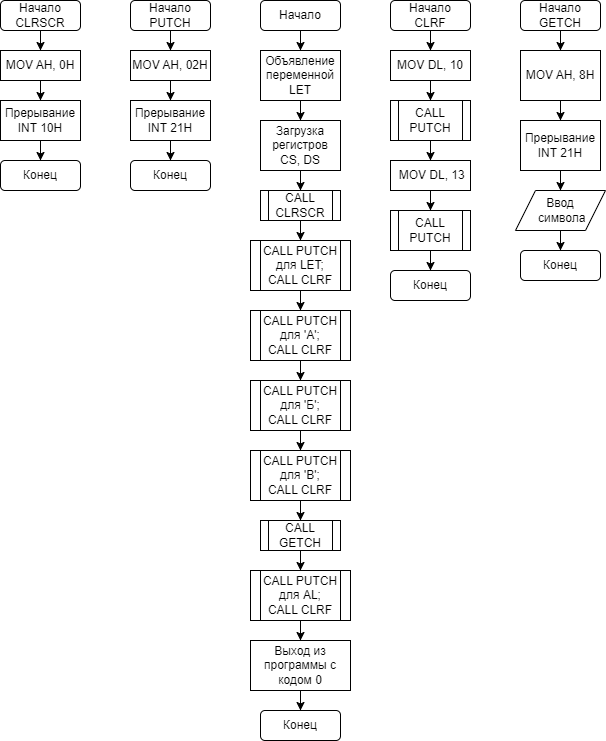 Начало
CLRSCR
MOV AH, 0H
Прерывание
INT 10H
Конец
Начало
PUTCH
MOV AH, 02H
Прерывание
INT 21H
Конец
Начало
Объявление
переменной
LET
Загрузка
регистров
CS, DS
CALL
CLRSCR
CALL PUTCH
для LET;
CALL CLRF
CALL PUTCH
для 'А';
CALL CLRF
CALL PUTCH
для 'Б';
CALL CLRF
CALL PUTCH
для 'В';
CALL CLRF
CALL
GETCH
CALL PUTCH
для AL;
CALL CLRF
Выход из
программы с
кодом 0
Конец
Начало
CLRF
MOV DL, 10
CALL
PUTCH
MOV DL, 13
CALL
PUTCH
Конец
Начало
GETCH
MOV AH, 8H
Прерывание
INT 21H
Ввод
символа
Конец